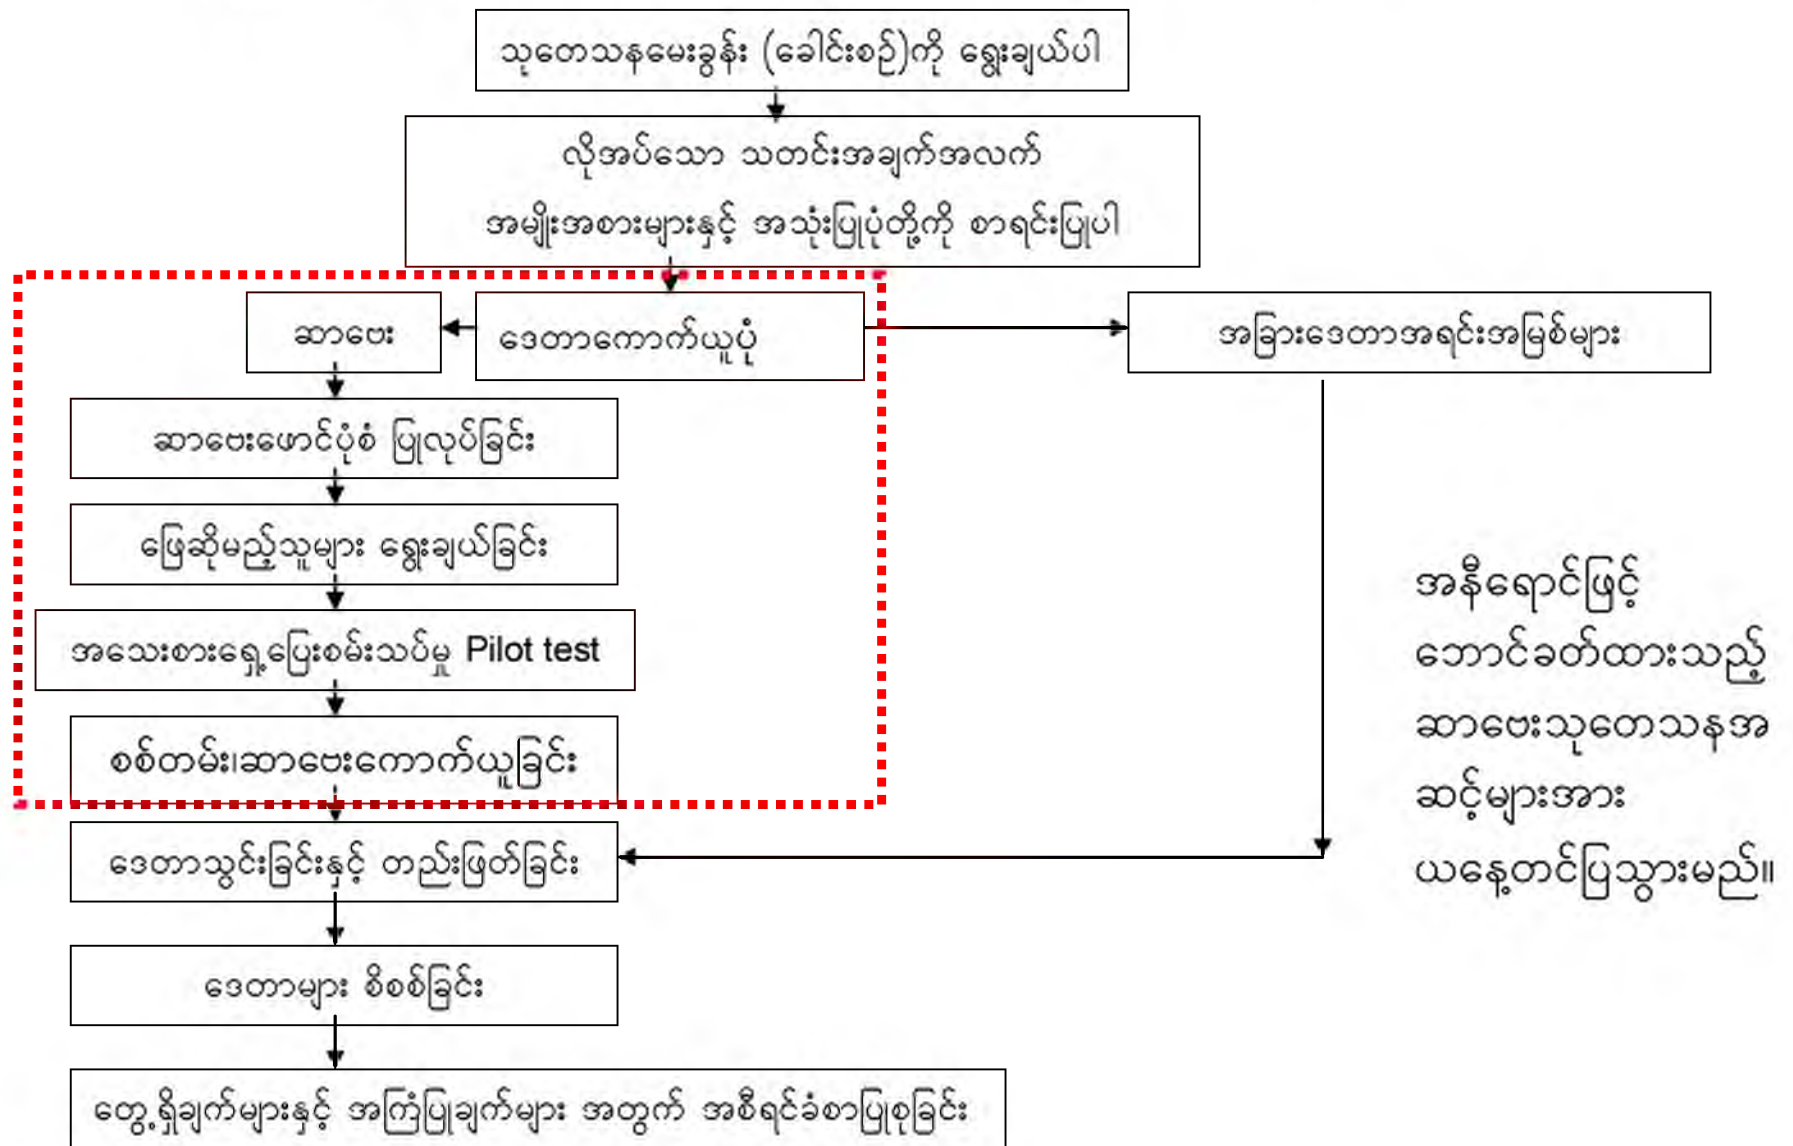 သုတေသနမေးခွန်း (ခေါင်းစဉ်)ကို ရွေးချယ်ပါ
လိုအပ်သော သတင်းအချက်အလက်
အမျိုးအစားများနှင့် အသုံးပြုပုံတို့ကို စာရင်းပြုပါ
ဆာဗေး
ဒေတာကောက်ယူပုံ
အခြားဒေတာအရင်းအမြစ်များ
ဆာဗေးဖောင်ပုံစံ ပြုလုပ်ခြင်း
ဖြေဆိုမည့်သူများ ရွေးချယ်ခြင်း
အသေးစားရှေ့ပြေးစမ်းသပ်မှု Pilot test
စစ်တမ်း၊ဆာဗေးကောက်ယူခြင်း
ဒေတာသွင်းခြင်းနှင့် တည်းဖြတ်ခြင်း
ဒေတာများ စိစစ်ခြင်း
တွေ့ရှိချက်များနှင့် အကြံပြုချက်များ အတွက် အစီရင်ခံစာပြုစုခြင်း
အနီရောင်ဖြင့်
ဘောင်ခတ်ထားသည့်
ဆာဗေးသုတေသနအ
ဆင့်များအား
ယနေ့တင်ပြသွားမည်။